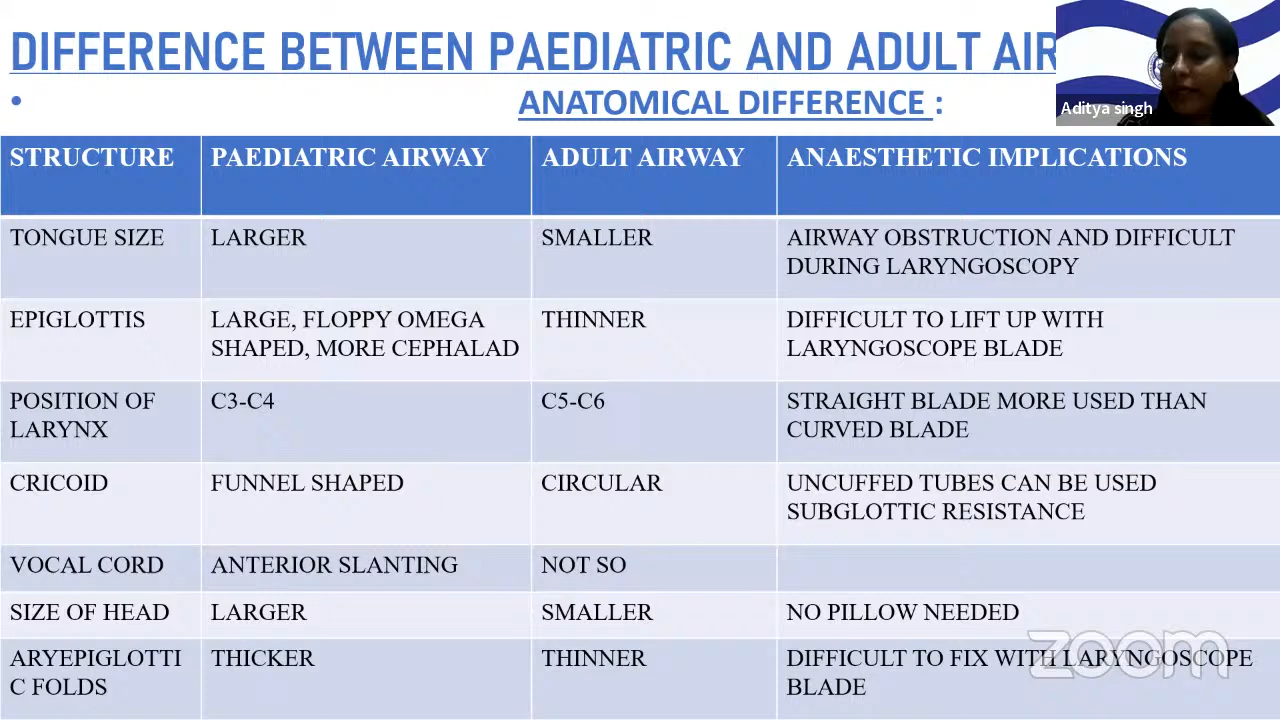 DIFFERENCE BETWEEN PAEDIATRIC AND ADULT AIR
• ANATOMICAL DIFFERENCE :
Aditya singh
STRUCTURE PAEDIATRIC AIRWAY ADULT AIRWAY ANAESTHETIC IMPLICATIONS
TONGUE SIZE LARGER SMALLER AIRWAY OBSTRUCTION AND DIFFICULT
DURING LARYNGOSCOPY
EPIGLOTTIS LARGE, FLOPPY OMEGA THINNER DIFFICULT TO LIFT UP WITH
SHAPED, MORE CEPHALAD LARYNGOSCOPE BLADE
POSITION OF C3-C4 C5-C6 STRAIGHT BLADE MORE USED THAN
LARYNX CURVED BLADE
CRICOID FUNNEL SHAPED CIRCULAR UNCUFFED TUBES CAN BE USED
SUBGLOTTIC RESISTANCE
VOCAL CORD ANTERIOR SLANTING NOT SO
SIZE OF HEAD LARGER SMALLER NO PILLOW NEEDED
ARYEPIGLOTTI THICKER THINNER DIFFICULT TO FIX WITH LARYNGOSCOPE
C FOLDS BLADE
zoom